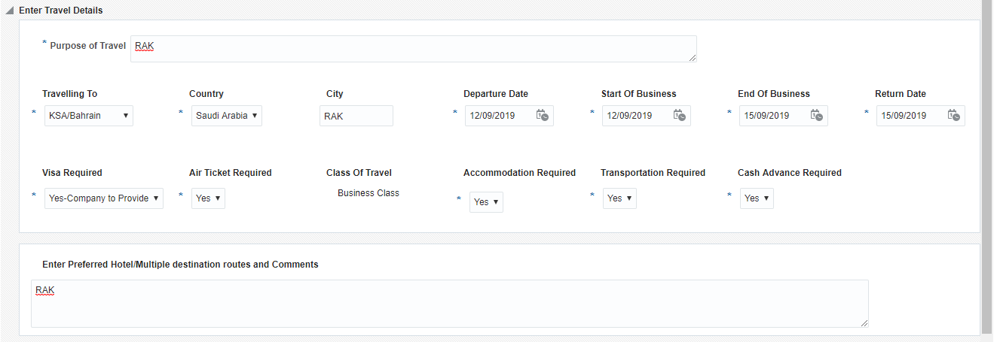 Enter Travel Details
* Purpose of Travel RAK
Travelling To Country City Departure Date Start Of Business End Of Business Return Date
* KSA/Bahrain * Saudi Arabia RAK * 12/09/2019 * 12/09/2019 * 15/09/2019 * 15/09/2019
Visa Required Air Ticket Required Class Of Travel Accommodation Required Transportation Required Cash Advance Required
* Yes-Company to Provide * Yes Business Class * Yes * Yes * Yes
Enter Preferred Hotel/Multiple destination routes and Comments
RAK